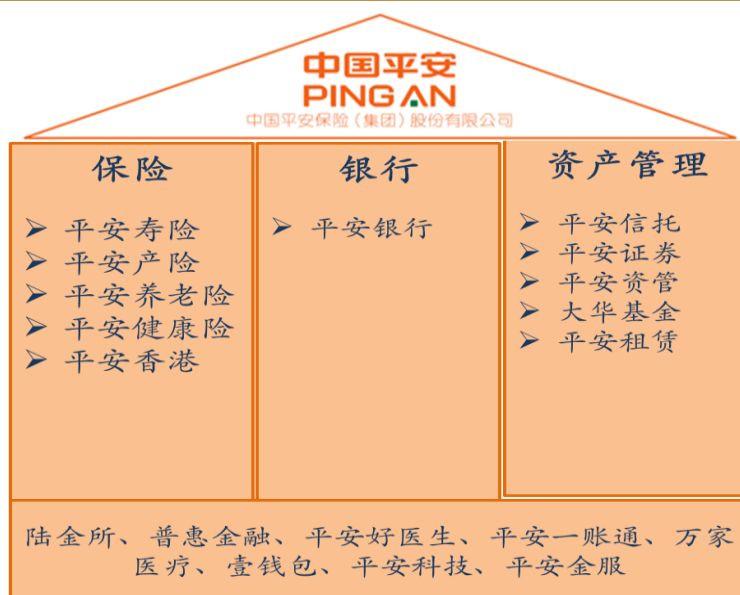 中国平安
PING AN
中国平安保险（集团）股份有限公司
保险
➢ 平安寿险
➢ 平安产险
➢ 平安养老险
➢ 平安健康险
➢ 平安香港
银行
➢ 平安银行
资产管理
➢ 平安信托
➢ 平安证券
➢ 平安资管
➢ 大华基金
➢ 平安租赁
陆金所、普惠金融、平安好医生、平安一账通、万家
医疗、壹钱包、平安科技、平安金服